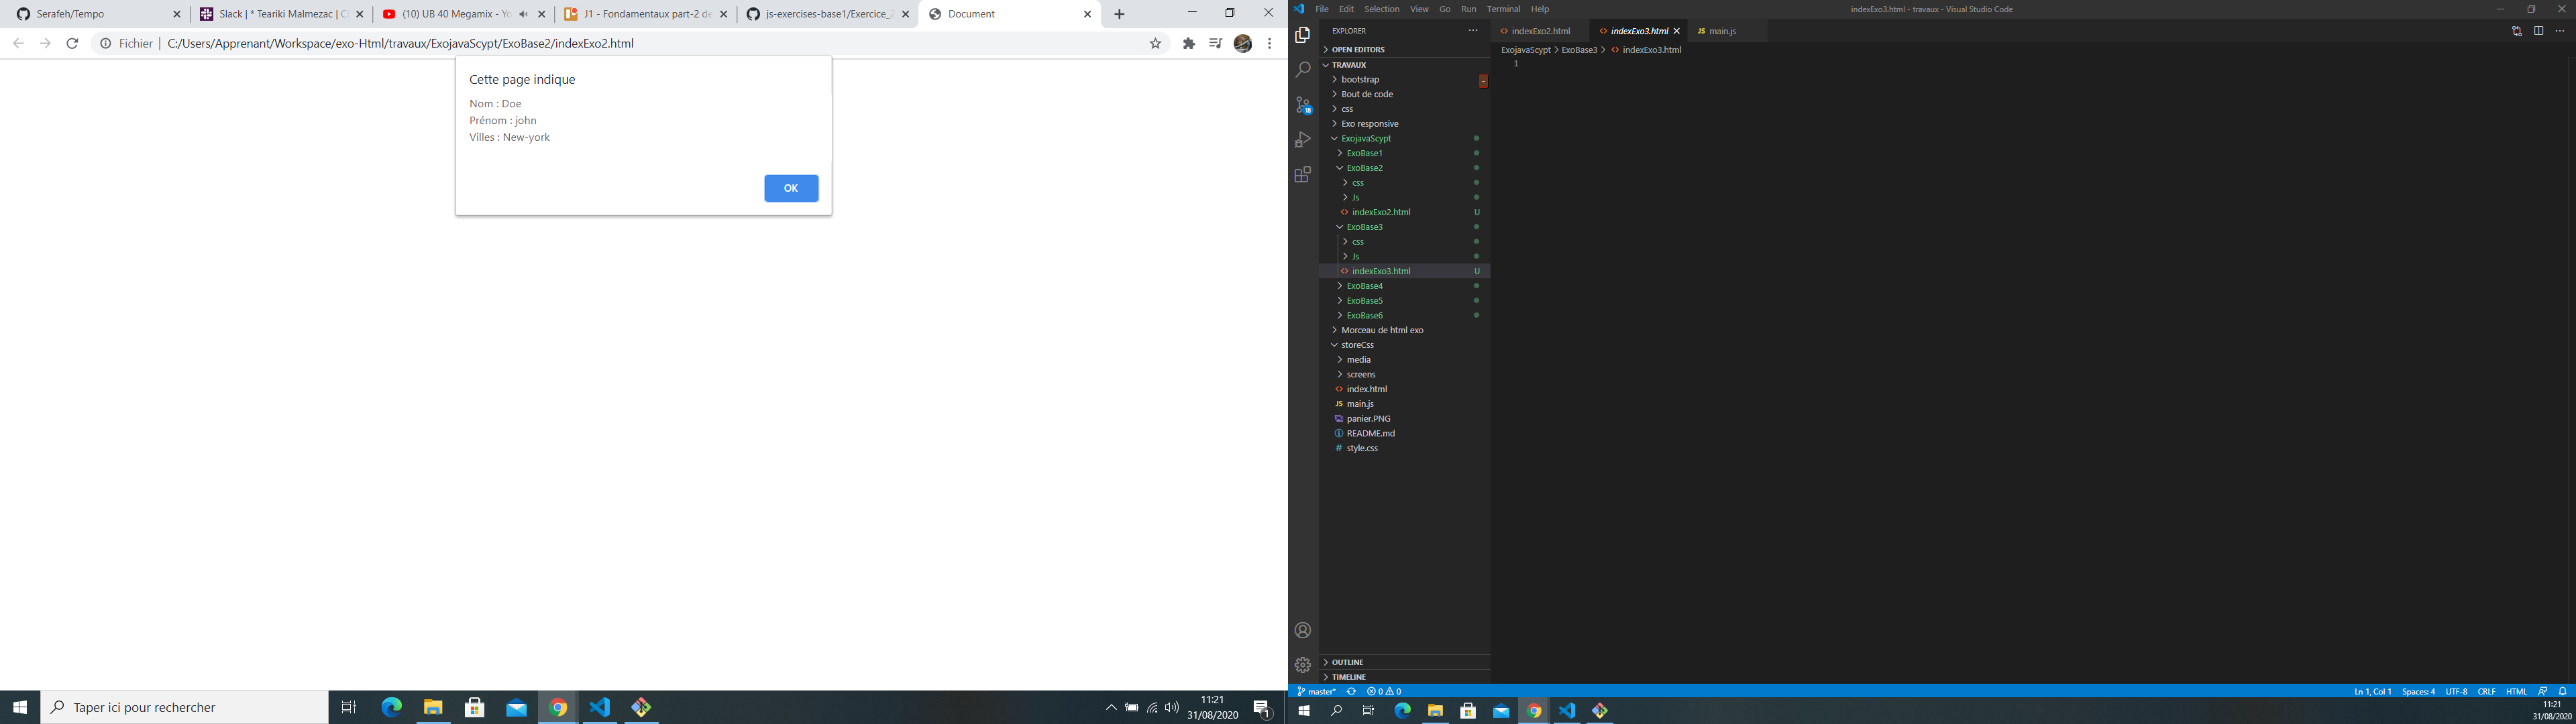 Serafeh/Tempo
Slack | * Teariki Malmezac | C
(10) UB 40 Megamix - Yo
J1 - Fondamentaux part-2 de
js-exercises-base1/Exercice_2
Document
Fichier | C:/Users/Apprenant/Workspace/exo-Html/travaux/ExojavaScypt/ExoBase2/indexExo2.html
Cette page indique
Nom : Doe
Prénom : john
Villes : New-york
OK
Taper ici pour rechercher
11:21
31/08/2020
1
File Edit Selection View Go Run Terminal Help
indexExo3.html - travaux - Visual Studio Code
EXPLORER
indexExo2.html
indexExo3.html
JS main.js
ExojavaScypt > ExoBase3 > indexExo3.html
1
OPEN EDITORS
TRAVAUX
bootstrap
Bout de code
css
Exo responsive
18
ExojavaScypt
ExoBase1
ExoBase2
css
Js
indexExo2.html U
ExoBase3
css
Js
indexExo3.html U
ExoBase4
ExoBase5
ExoBase6
Morceau de html exo
storeCss
media
screens
index.html
JS main.js
panier.PNG
README.md
# style.css
OUTLINE
TIMELINE
master* 0 0
Ln 1, Col 1 Spaces: 4 UTF-8 CRLF HTML
11:21
31/08/2020